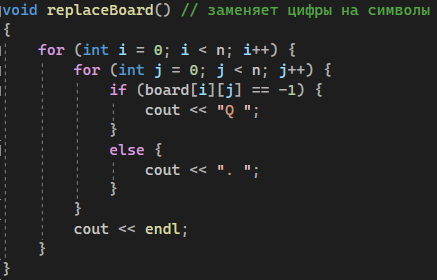 void replaceBoard() // заменяет цифры на символы
{
    for (int i = 0; i < n; i++) {
        for (int j = 0; j < n; j++) {
            if (board[i][j] == -1) {
                cout << "Q ";
            }
            else {
                cout << ". ";
            }
        }
        cout << endl;
    }
}